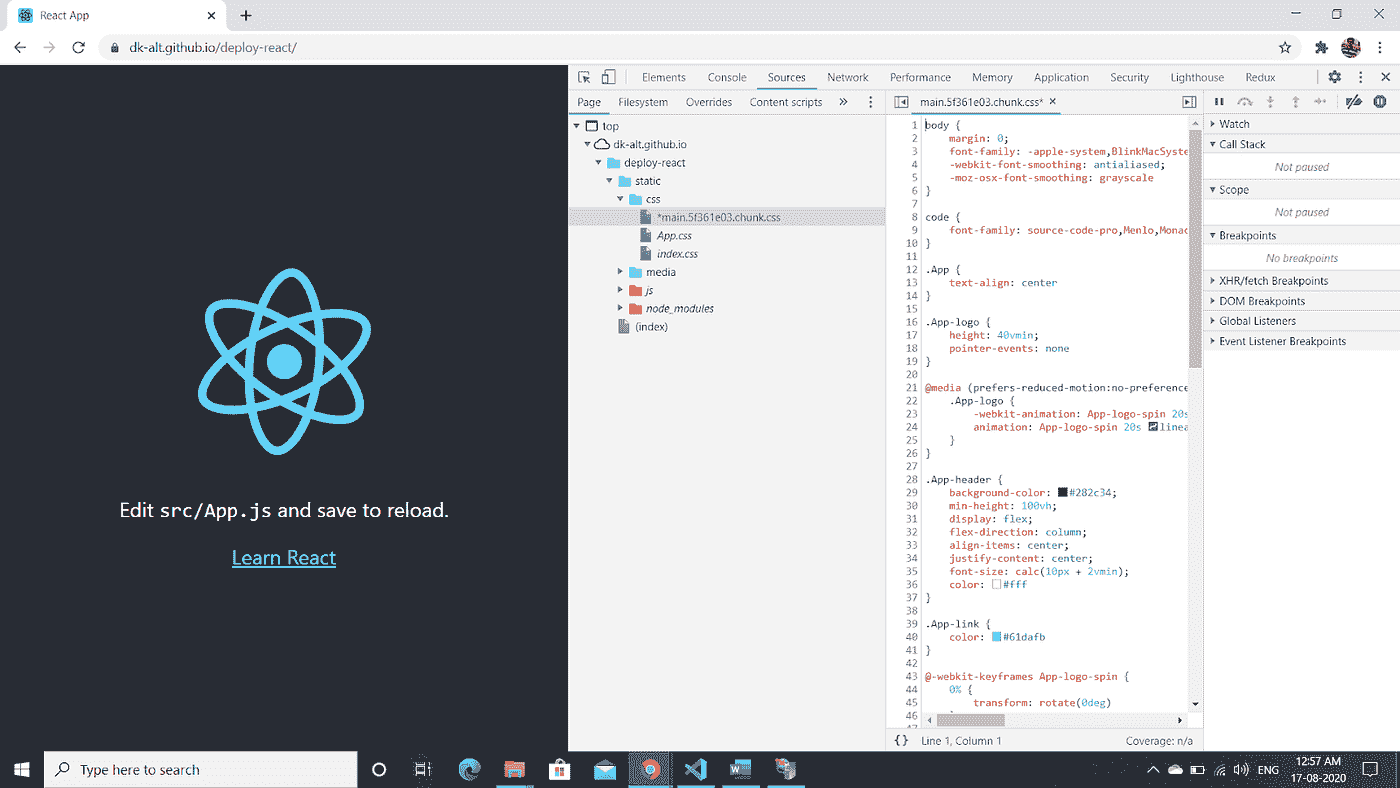 React App
dk-alt.github.io/deploy-react/
Edit src/App.js and save to reload.
Learn React
Elements Console Sources Network Performance Memory Application Security Lighthouse Redux
Page Filesystem Overrides Content scripts »
top
dk-alt.github.io
deploy-react
static
css
*main.5f361e03.chunk.css
App.css
index.css
media
js
node_modules
(index)
main.5f361e03.chunk.css*
1 body {
2 margin: 0;
3 font-family: -apple-system,BlinkMacSyste
4 -webkit-font-smoothing: antialiased;
5 -moz-osx-font-smoothing: grayscale
6 }
7
8 code {
9 font-family: source-code-pro,Menlo,Monac
10 }
11
12 .App {
13 text-align: center
14 }
15
16 .App-logo {
17 height: 40vmin;
18 pointer-events: none
19 }
20
21 @media (prefers-reduced-motion:no-preference
22 .App-logo {
23 -webkit-animation: App-logo-spin 20s
24 animation: App-logo-spin 20s linea
25 }
26 }
27
28 .App-header {
29 background-color: #282c34;
30 min-height: 100vh;
31 display: flex;
32 flex-direction: column;
33 align-items: center;
34 justify-content: center;
35 font-size: calc(10px + 2vmin);
36 color: #fff
37 }
38
39 .App-link {
40 color: #61dafb
41 }
42
43 @-webkit-keyframes App-logo-spin {
44 0% {
45 transform: rotate(0deg)
46
{} Line 1, Column 1 Coverage: n/a
Watch
Call Stack
Not paused
Scope
Not paused
Breakpoints
No breakpoints
XHR/fetch Breakpoints
DOM Breakpoints
Global Listeners
Event Listener Breakpoints
Type here to search
ENG
12:57 AM
17-08-2020